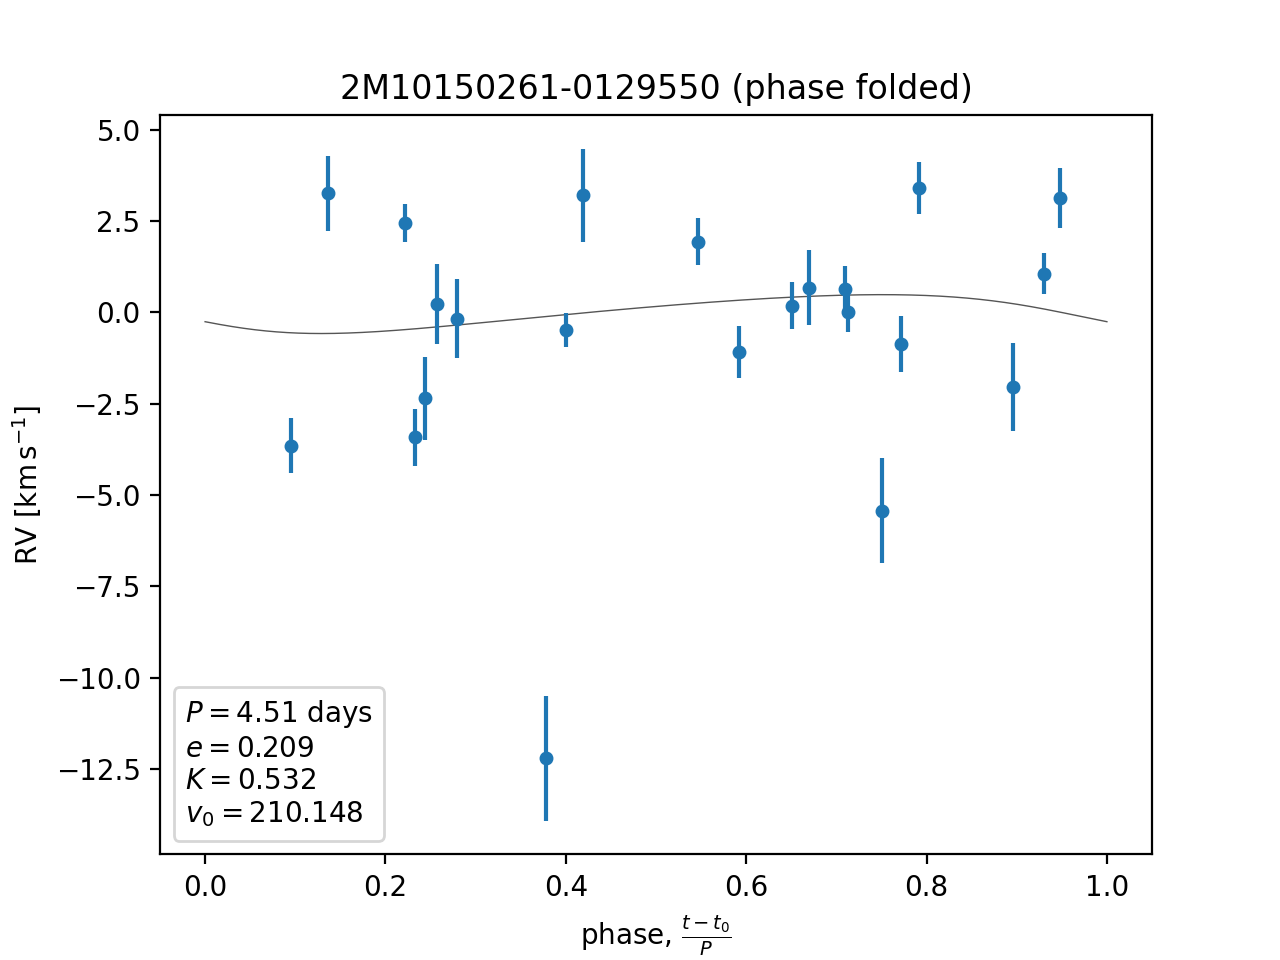 2M10150261-0129550 (phase folded)
5.0
2.5
0.0
−2.5
−5.0
−7.5
−10.0
−12.5
RV [km s⁻¹]
P = 4.51 days
e = 0.209
K = 0.532
v₀ = 210.148
0.0 0.2 0.4 0.6 0.8 1.0
phase, (t − t₀)/P